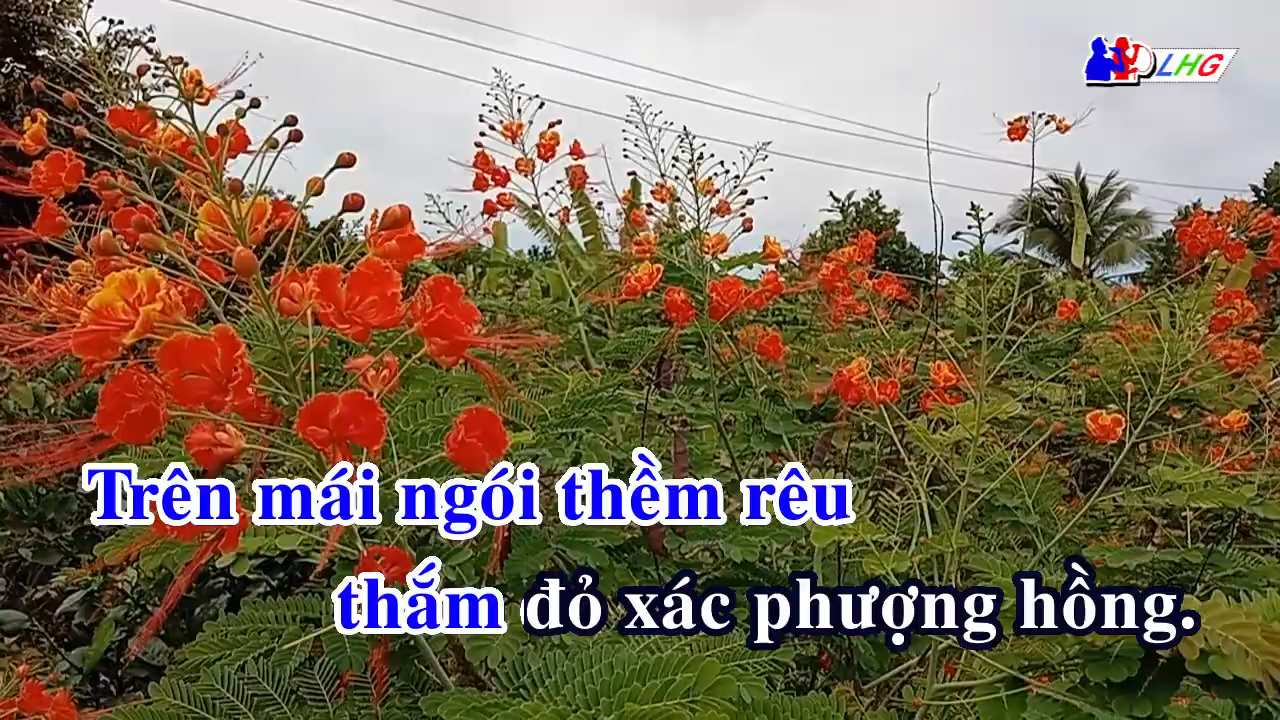 LHG
Trên mái ngói thềm rêu
thắm đỏ xác phượng hồng.